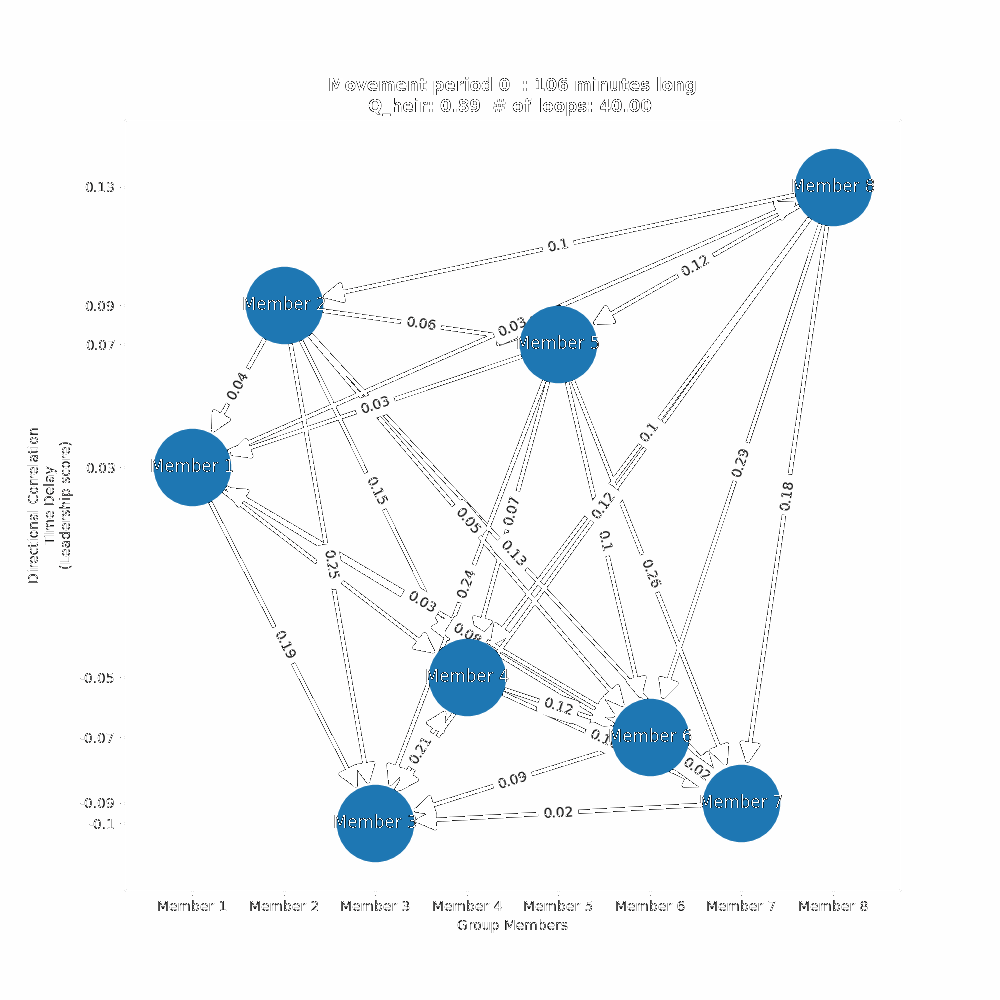 Movement period 0 : 106 minutes long
Q_heir: 0.89 # of loops: 40.00
0.13
0.09
0.07
0.03
-0.05
-0.07
-0.09
-0.1
Directional Correlation
Time Delay
(Leadership score)
Member 8
Member 2
Member 5
Member 1
Member 4
Member 6
Member 7
Member 3
0.1
0.12
0.06
0.03
0.04
0.03
0.1
0.29
0.18
0.15
0.12
0.05
0.07
0.13
0.1
0.25
0.24
0.26
0.03
0.08
0.19
0.12
0.21
0.02
0.09
0.02
Member 1 Member 2 Member 3 Member 4 Member 5 Member 6 Member 7 Member 8
Group Members